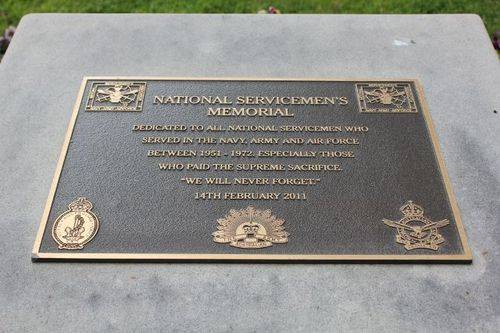 NATIONAL SERVICEMEN'S
MEMORIAL
DEDICATED TO ALL NATIONAL SERVICEMEN WHO
SERVED IN THE NAVY, ARMY AND AIR FORCE
BETWEEN 1951 - 1972, ESPECIALLY THOSE
WHO PAID THE SUPREME SACRIFICE.
"WE WILL NEVER FORGET."
14TH FEBRUARY 2011